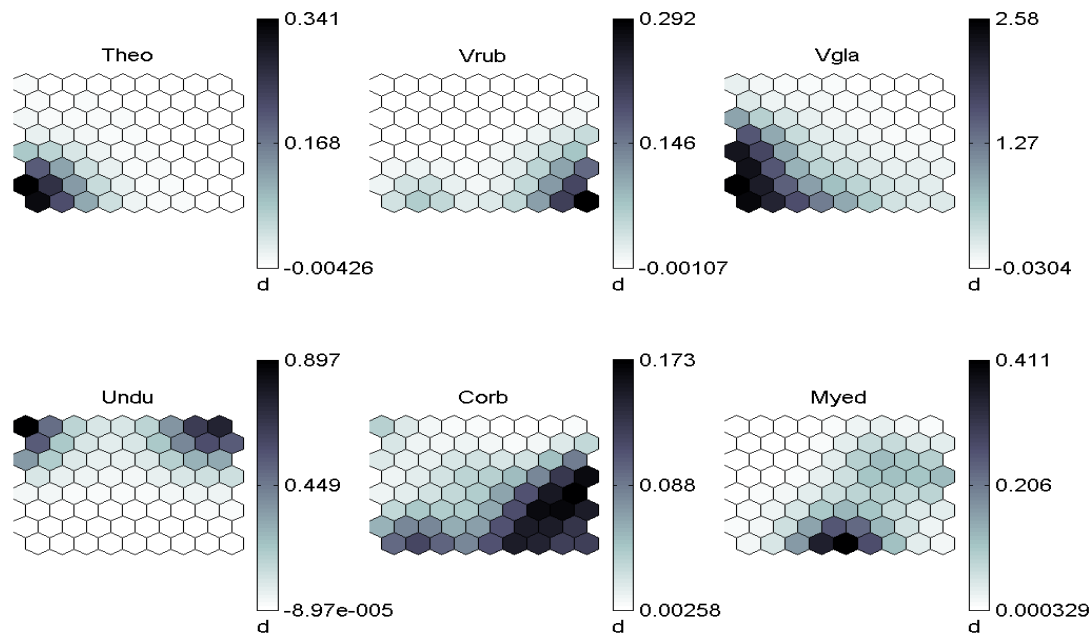 Theo
0.341
0.168
-0.00426
d
Vrub
0.292
0.146
-0.00107
d
Vgla
2.58
1.27
-0.0304
d
Undu
0.897
0.449
-8.97e-005
d
Corb
0.173
0.088
0.00258
d
Myed
0.411
0.206
0.000329
d